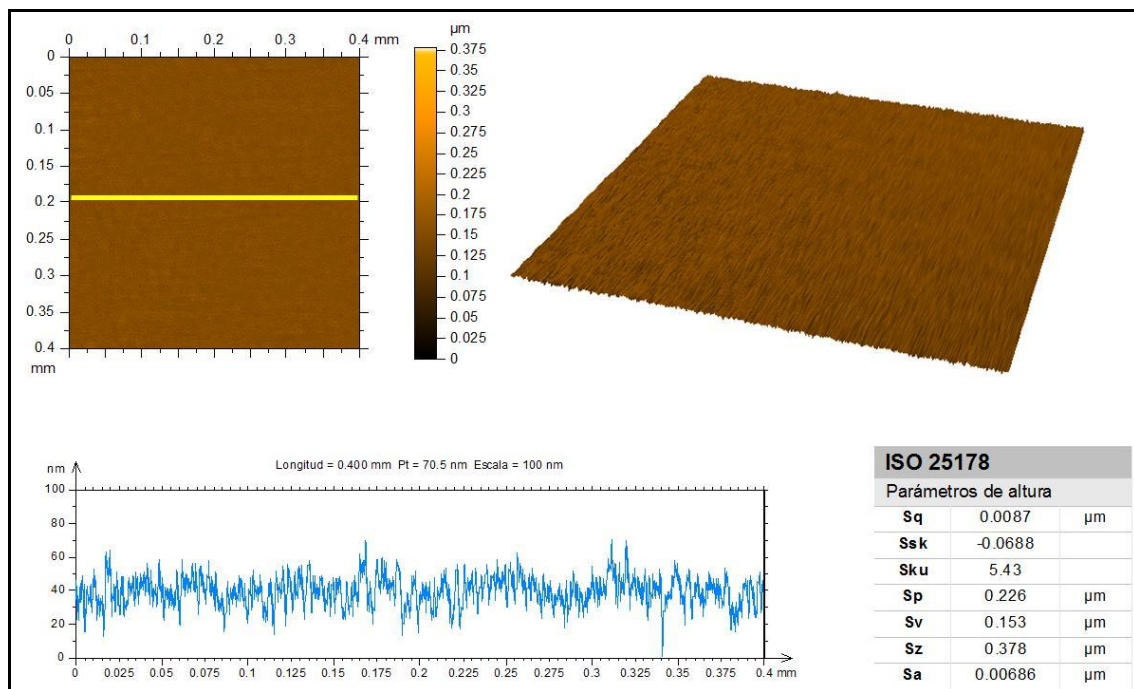 0 0.1 0.2 0.3 0.4 mm
0
0.05
0.1
0.15
0.2
0.25
0.3
0.35
0.4
mm
µm
0.375
0.35
0.325
0.3
0.275
0.25
0.225
0.2
0.175
0.15
0.125
0.1
0.075
0.05
0.025
0
Longitud = 0.400 mm Pt = 70.5 nm Escala = 100 nm
nm
100
80
60
40
20
0
0 0.025 0.05 0.075 0.1 0.125 0.15 0.175 0.2 0.225 0.25 0.275 0.3 0.325 0.35 0.375 0.4 mm
ISO 25178
Parámetros de altura
Sq 0.0087 µm
Ssk -0.0688
Sku 5.43
Sp 0.226 µm
Sv 0.153 µm
Sz 0.378 µm
Sa 0.00686 µm